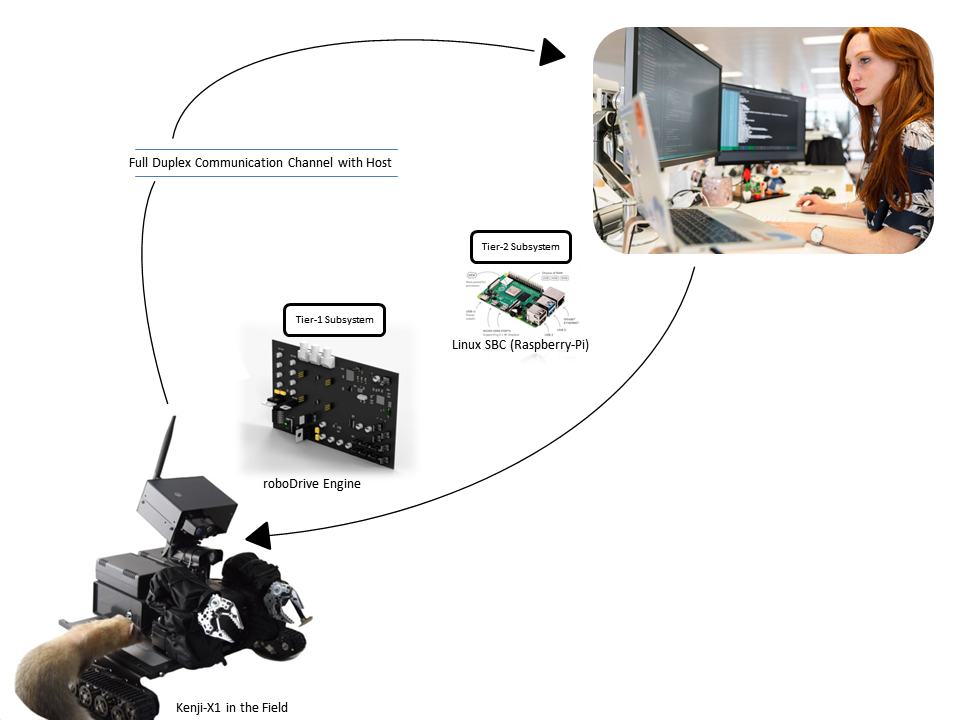 Full Duplex Communication Channel with Host
Tier-2 Subsystem
Linux SBC (Raspberry-Pi)
Tier-1 Subsystem
roboDrive Engine
Kenji-X1 in the Field